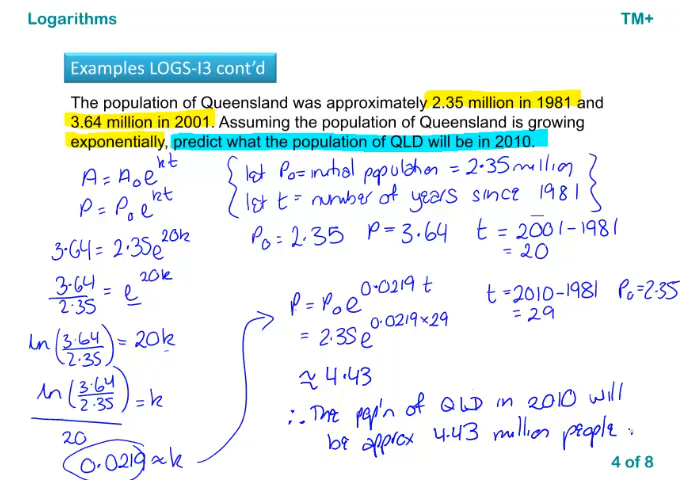 Logarithms
TM+
Examples LOGS-I3 cont'd
The population of Queensland was approximately 2.35 million in 1981 and
3.64 million in 2001. Assuming the population of Queensland is growing
exponentially, predict what the population of QLD will be in 2010.
A = A₀e^kt
P = P₀e^kt
{ let P₀ = initial population = 2.35 million
let t = number of years since 1981 }
P₀ = 2.35 P = 3.64 t = 2001 - 1981
= 20
3.64 = 2.35e^20k
3.64/2.35 = e^20k
ln(3.64/2.35) = 20k
ln(3.64/2.35)/20 = k
0.0219 ≈ k
P = P₀e^0.0219t
t = 2010 - 1981 P₀ = 2.35
= 29
= 2.35e^0.0219×29
≈ 4.43
∴ The pop'n of QLD in 2010 will
be approx 4.43 million people.
4 of 8